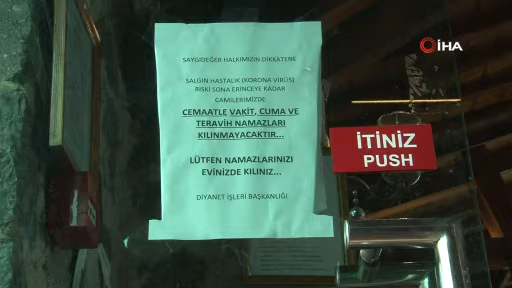 İHA
SAYGIDEĞER HALKIMIZIN DİKKATİNE
SALGIN HASTALIK (KORONA VİRÜS)
RİSKİ SONA ERİNCEYE KADAR
CAMİLERİMİZDE
CEMAATLE VAKİT, CUMA VE
TERAVİH NAMAZLARI
KILINMAYACAKTIR...
LÜTFEN NAMAZLARINIZI
EVİNİZDE KILINIZ...
DİYANET İŞLERİ BAŞKANLIĞI
İTİNİZ
PUSH